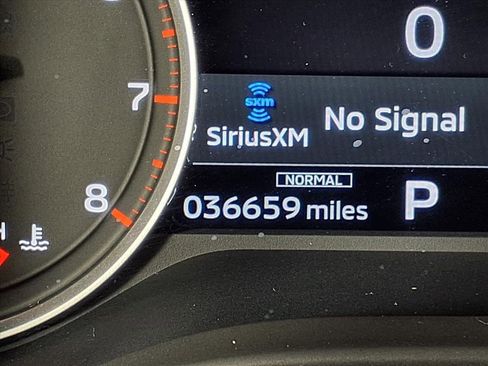 0
7
sxm
SiriusXM
No Signal
NORMAL
8
036659 miles
P
H